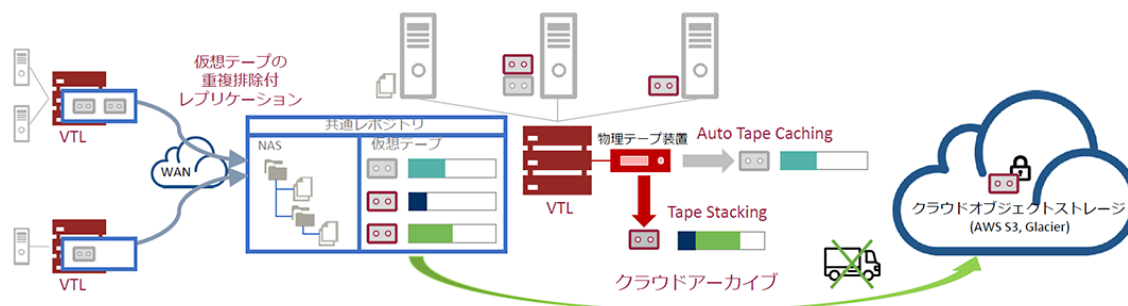 仮想テープの
重複排除付
レプリケーション
VTL
WAN
VTL
共通レポジトリ
NAS
仮想テープ
VTL
物理テープ装置
Auto Tape Caching
Tape Stacking
クラウドアーカイブ
クラウドオブジェクトストレージ
(AWS S3, Glacier)